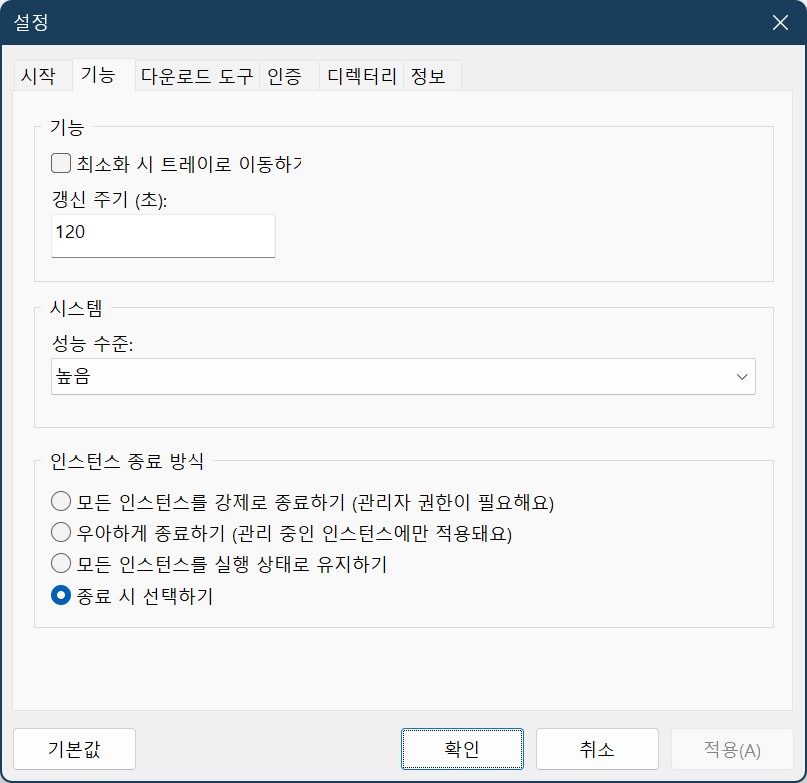 설정
시작 기능 다운로드 도구 인증 디렉터리 정보
기능
최소화 시 트레이로 이동하기
갱신 주기 (초):
120
시스템
성능 수준:
높음
인스턴스 종료 방식
모든 인스턴스를 강제로 종료하기 (관리자 권한이 필요해요)
우아하게 종료하기 (관리 중인 인스턴스에만 적용돼요)
모든 인스턴스를 실행 상태로 유지하기
종료 시 선택하기
기본값 확인 취소 적용(A)